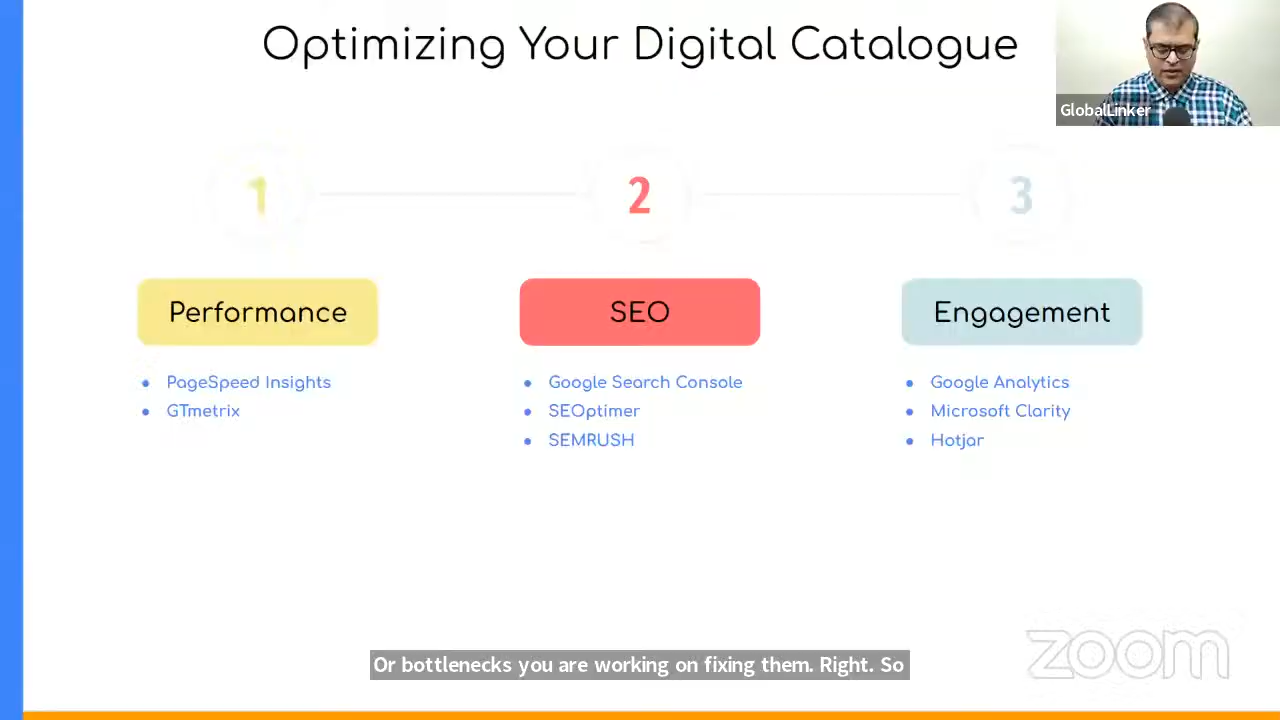 Optimizing Your Digital Catalogue
GlobalLinker
1
2
3
Performance
SEO
Engagement
PageSpeed Insights
GTmetrix
Google Search Console
SEOptimer
SEMRUSH
Google Analytics
Microsoft Clarity
Hotjar
zoom
Or bottlenecks you are working on fixing them. Right. So